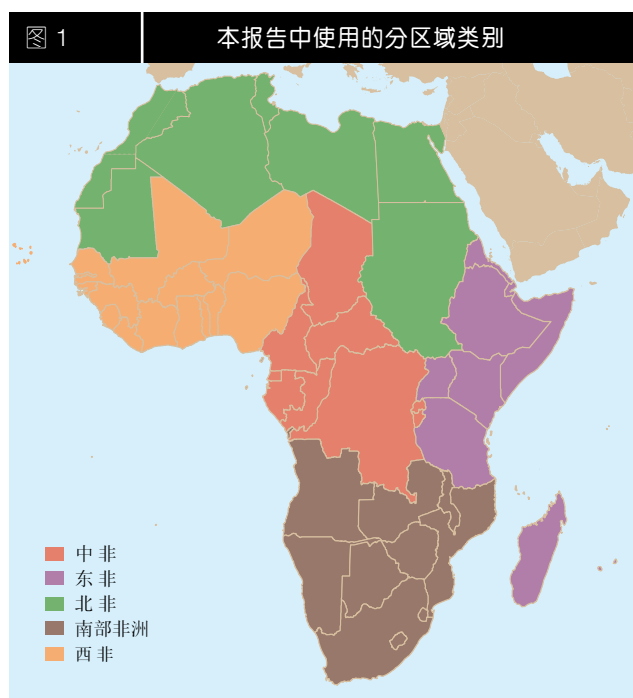 图 1
本报告中使用的分区域类别
中 非
东 非
北 非
南部非洲
西 非